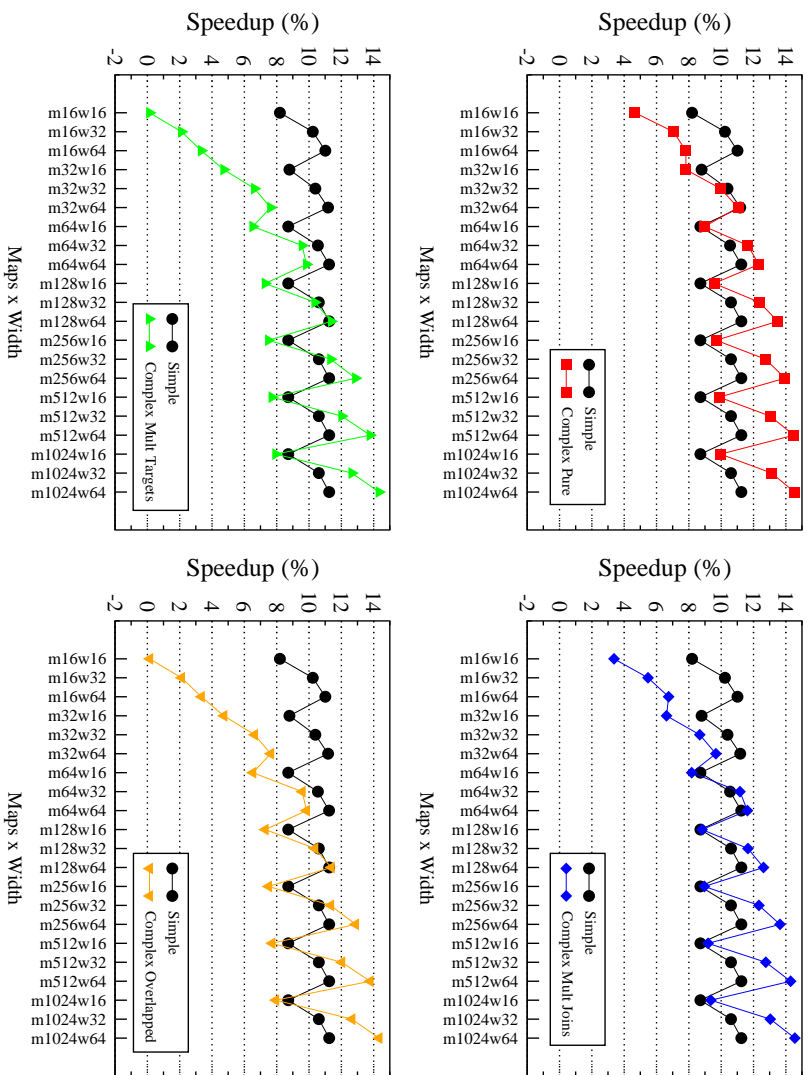 Speedup (%)
14
12
10
8
6
4
2
0
-2
m16w16
m16w32
m16w64
m32w16
m32w32
m32w64
m64w16
m64w32
m64w64
m128w16
m128w32
m128w64
m256w16
m256w32
m256w64
m512w16
m512w32
m512w64
m1024w16
m1024w32
m1024w64
Maps x Width
Simple
Complex Pure
Speedup (%)
14
12
10
8
6
4
2
0
-2
m16w16
m16w32
m16w64
m32w16
m32w32
m32w64
m64w16
m64w32
m64w64
m128w16
m128w32
m128w64
m256w16
m256w32
m256w64
m512w16
m512w32
m512w64
m1024w16
m1024w32
m1024w64
Maps x Width
Simple
Complex Mult Joins
Speedup (%)
14
12
10
8
6
4
2
0
-2
m16w16
m16w32
m16w64
m32w16
m32w32
m32w64
m64w16
m64w32
m64w64
m128w16
m128w32
m128w64
m256w16
m256w32
m256w64
m512w16
m512w32
m512w64
m1024w16
m1024w32
m1024w64
Maps x Width
Simple
Complex Mult Targets
Speedup (%)
14
12
10
8
6
4
2
0
-2
m16w16
m16w32
m16w64
m32w16
m32w32
m32w64
m64w16
m64w32
m64w64
m128w16
m128w32
m128w64
m256w16
m256w32
m256w64
m512w16
m512w32
m512w64
m1024w16
m1024w32
m1024w64
Maps x Width
Simple
Complex Overlapped